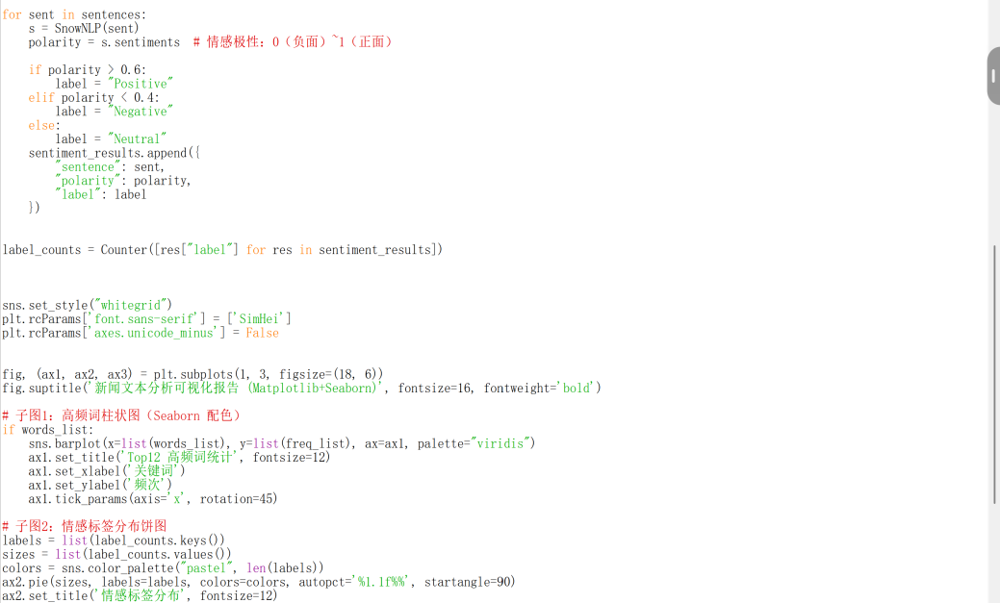 for sent in sentences:
    s = SnowNLP(sent)
    polarity = s.sentiments  # 情感极性：0（负面）~1（正面）
    if polarity > 0.6:
        label = "Positive"
    elif polarity < 0.4:
        label = "Negative"
    else:
        label = "Neutral"
    sentiment_results.append({
        "sentence": sent,
        "polarity": polarity,
        "label": label
    })
label_counts = Counter([res["label"] for res in sentiment_results])
sns.set_style("whitegrid")
plt.rcParams['font.sans-serif'] = ['SimHei']
plt.rcParams['axes.unicode_minus'] = False
fig, (ax1, ax2, ax3) = plt.subplots(1, 3, figsize=(18, 6))
fig.suptitle('新闻文本分析可视化报告 (Matplotlib+Seaborn)', fontsize=16, fontweight='bold')
# 子图1：高频词柱状图（Seaborn 配色）
if words_list:
    sns.barplot(x=list(words_list), y=list(freq_list), ax=ax1, palette="viridis")
    ax1.set_title('Top12 高频词统计', fontsize=12)
    ax1.set_xlabel('关键词')
    ax1.set_ylabel('频次')
    ax1.tick_params(axis='x', rotation=45)
# 子图2：情感标签分布饼图
labels = list(label_counts.keys())
sizes = list(label_counts.values())
colors = sns.color_palette("pastel", len(labels))
ax2.pie(sizes, labels=labels, colors=colors, autopct='%1.1f%%', startangle=90)
ax2.set_title('情感标签分布', fontsize=12)